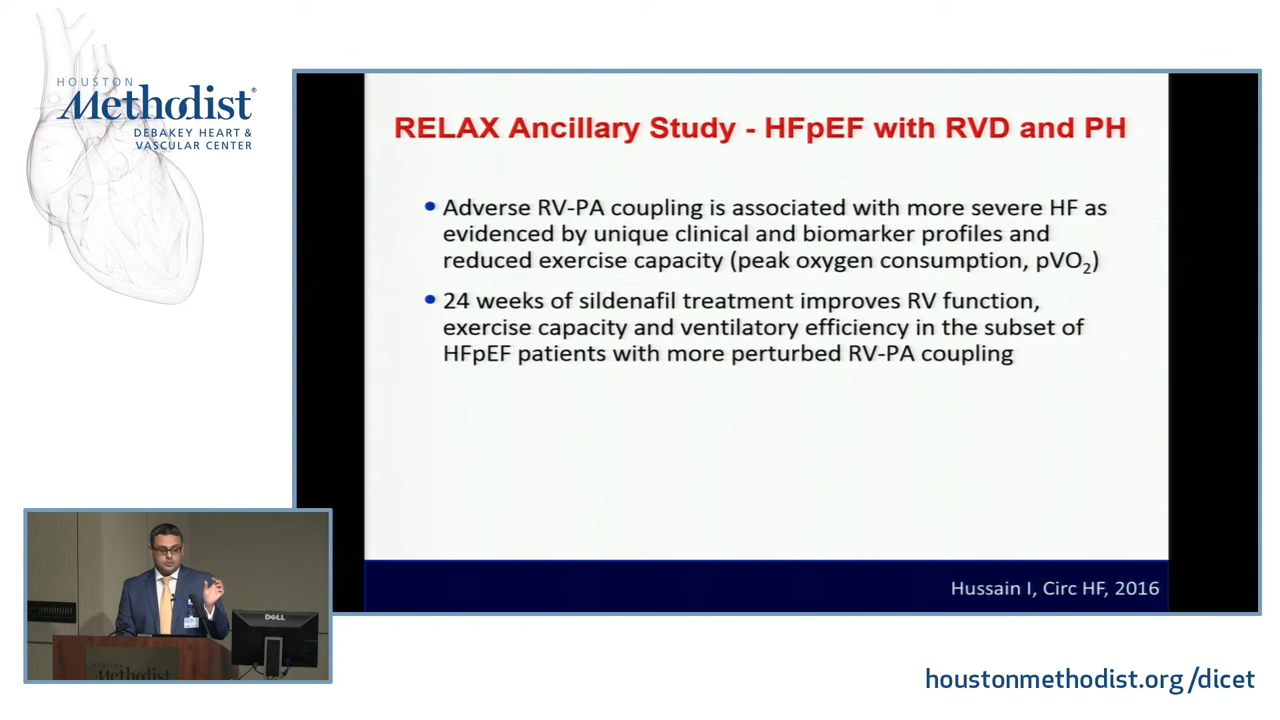 HOUSTON
Methodist®
DEBAKEY HEART &
VASCULAR CENTER
RELAX Ancillary Study - HFpEF with RVD and PH
• Adverse RV-PA coupling is associated with more severe HF as
evidenced by unique clinical and biomarker profiles and
reduced exercise capacity (peak oxygen consumption, pVO₂)
• 24 weeks of sildenafil treatment improves RV function,
exercise capacity and ventilatory efficiency in the subset of
HFpEF patients with more perturbed RV-PA coupling
Hussain I, Circ HF, 2016
DELL
HOUSTON
Methodist
houstonmethodist.org/dicet